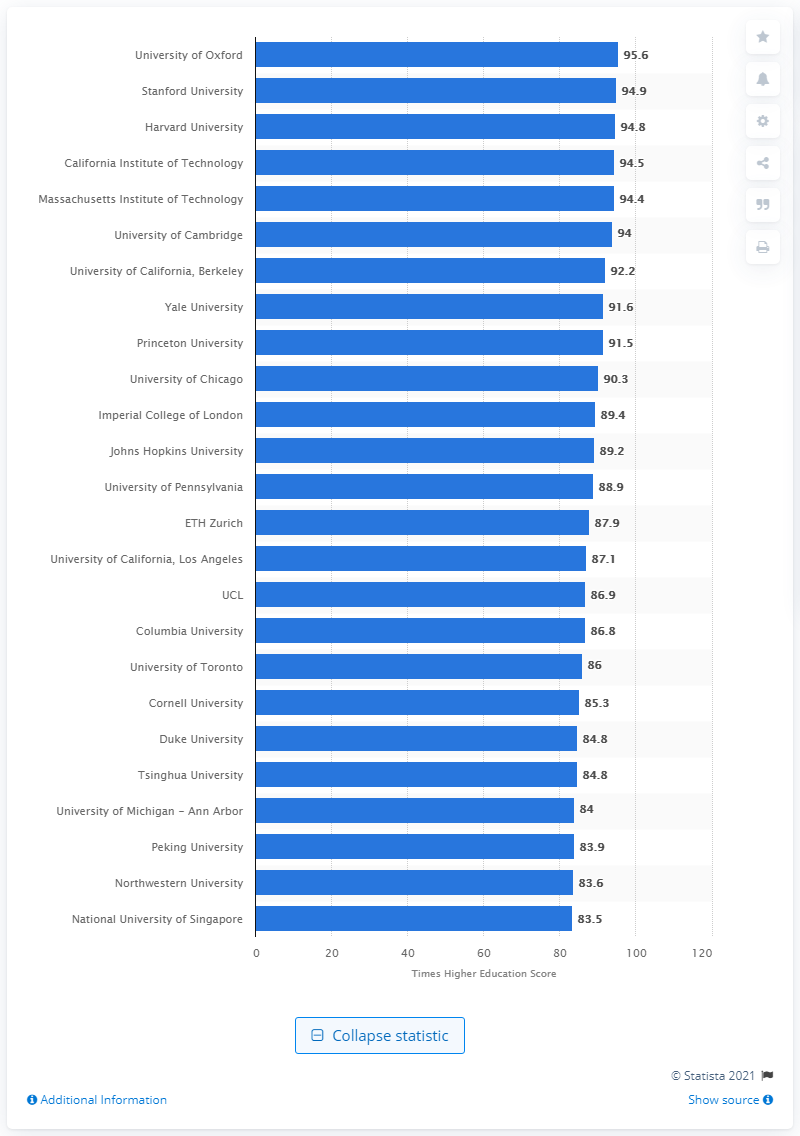 University of Oxford 95.6
Stanford University 94.9
Harvard University 94.8
California Institute of Technology 94.5
Massachusetts Institute of Technology 94.4
University of Cambridge 94
University of California, Berkeley 92.2
Yale University 91.6
Princeton University 91.5
University of Chicago 90.3
Imperial College of London 89.4
Johns Hopkins University 89.2
University of Pennsylvania 88.9
ETH Zurich 87.9
University of California, Los Angeles 87.1
UCL 86.9
Columbia University 86.8
University of Toronto 86
Cornell University 85.3
Duke University 84.8
Tsinghua University 84.8
University of Michigan - Ann Arbor 84
Peking University 83.9
Northwestern University 83.6
National University of Singapore 83.5
0 20 40 60 80 100 120
Times Higher Education Score
Collapse statistic
© Statista 2021
Additional Information Show source